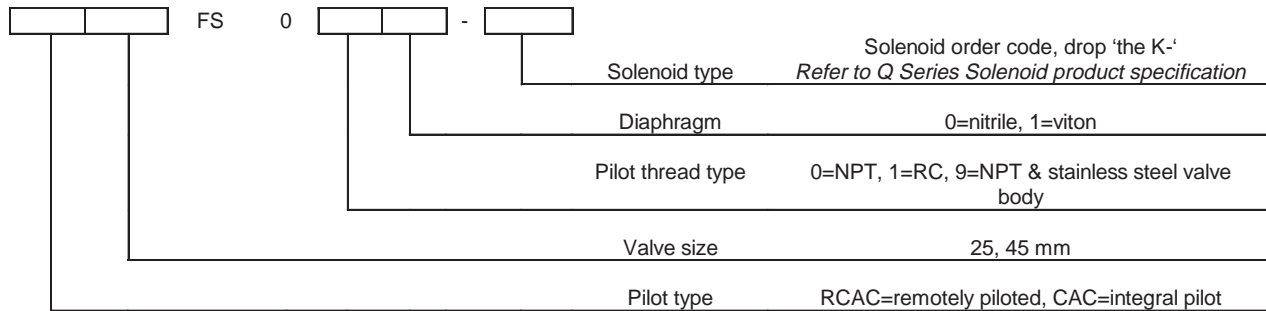 FS 0 -
Solenoid order code, drop ‘the K-‘
Solenoid type Refer to Q Series Solenoid product specification
Diaphragm 0=nitrile, 1=viton
Pilot thread type 0=NPT, 1=RC, 9=NPT & stainless steel valve
body
Valve size 25, 45 mm
Pilot type RCAC=remotely piloted, CAC=integral pilot